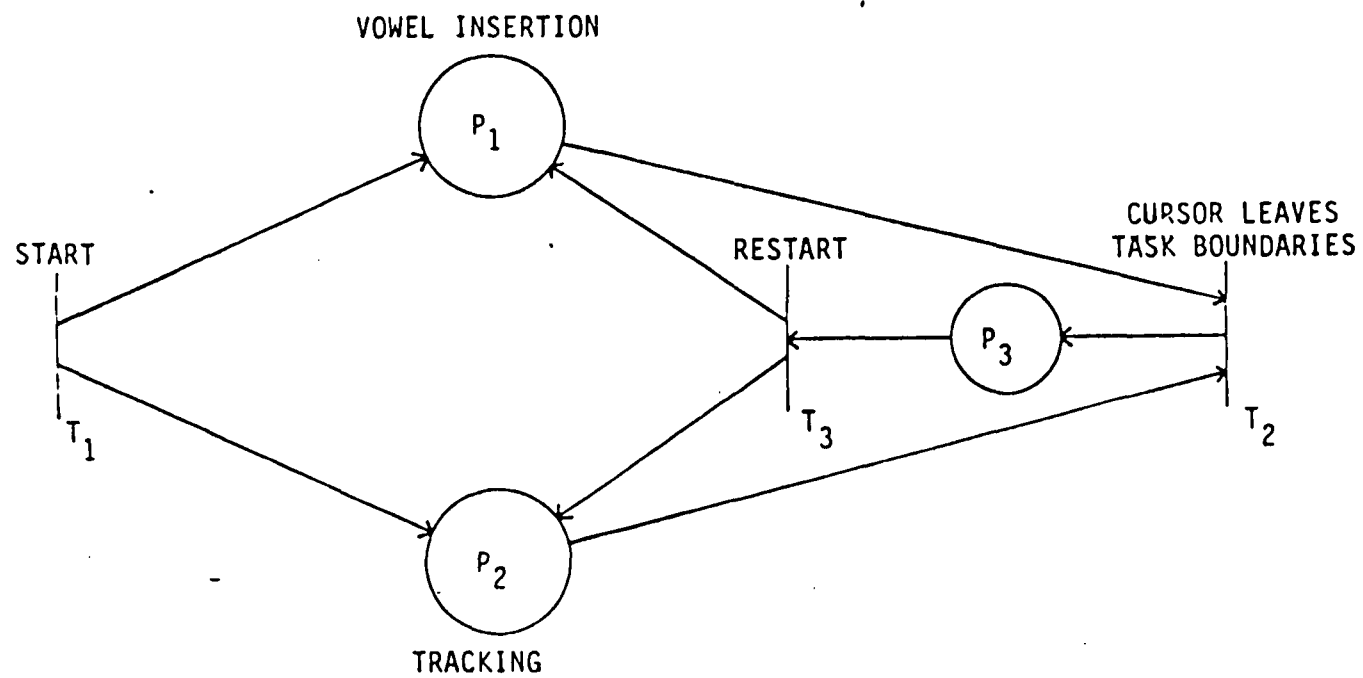 VOWEL INSERTION
P1
CURSOR LEAVES
TASK BOUNDARIES
START
RESTART
P3
T1
T3
T2
P2
TRACKING